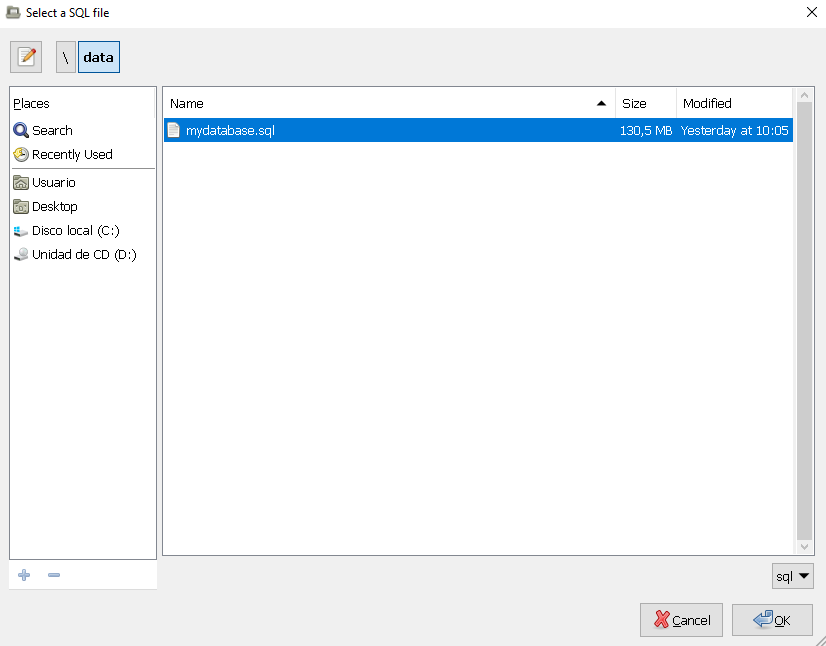 Select a SQL file
\ data
Places
Search
Recently Used
Usuario
Desktop
Disco local (C:)
Unidad de CD (D:)
Name Size Modified
mydatabase.sql 130,5 MB Yesterday at 10:05
sql
Cancel OK